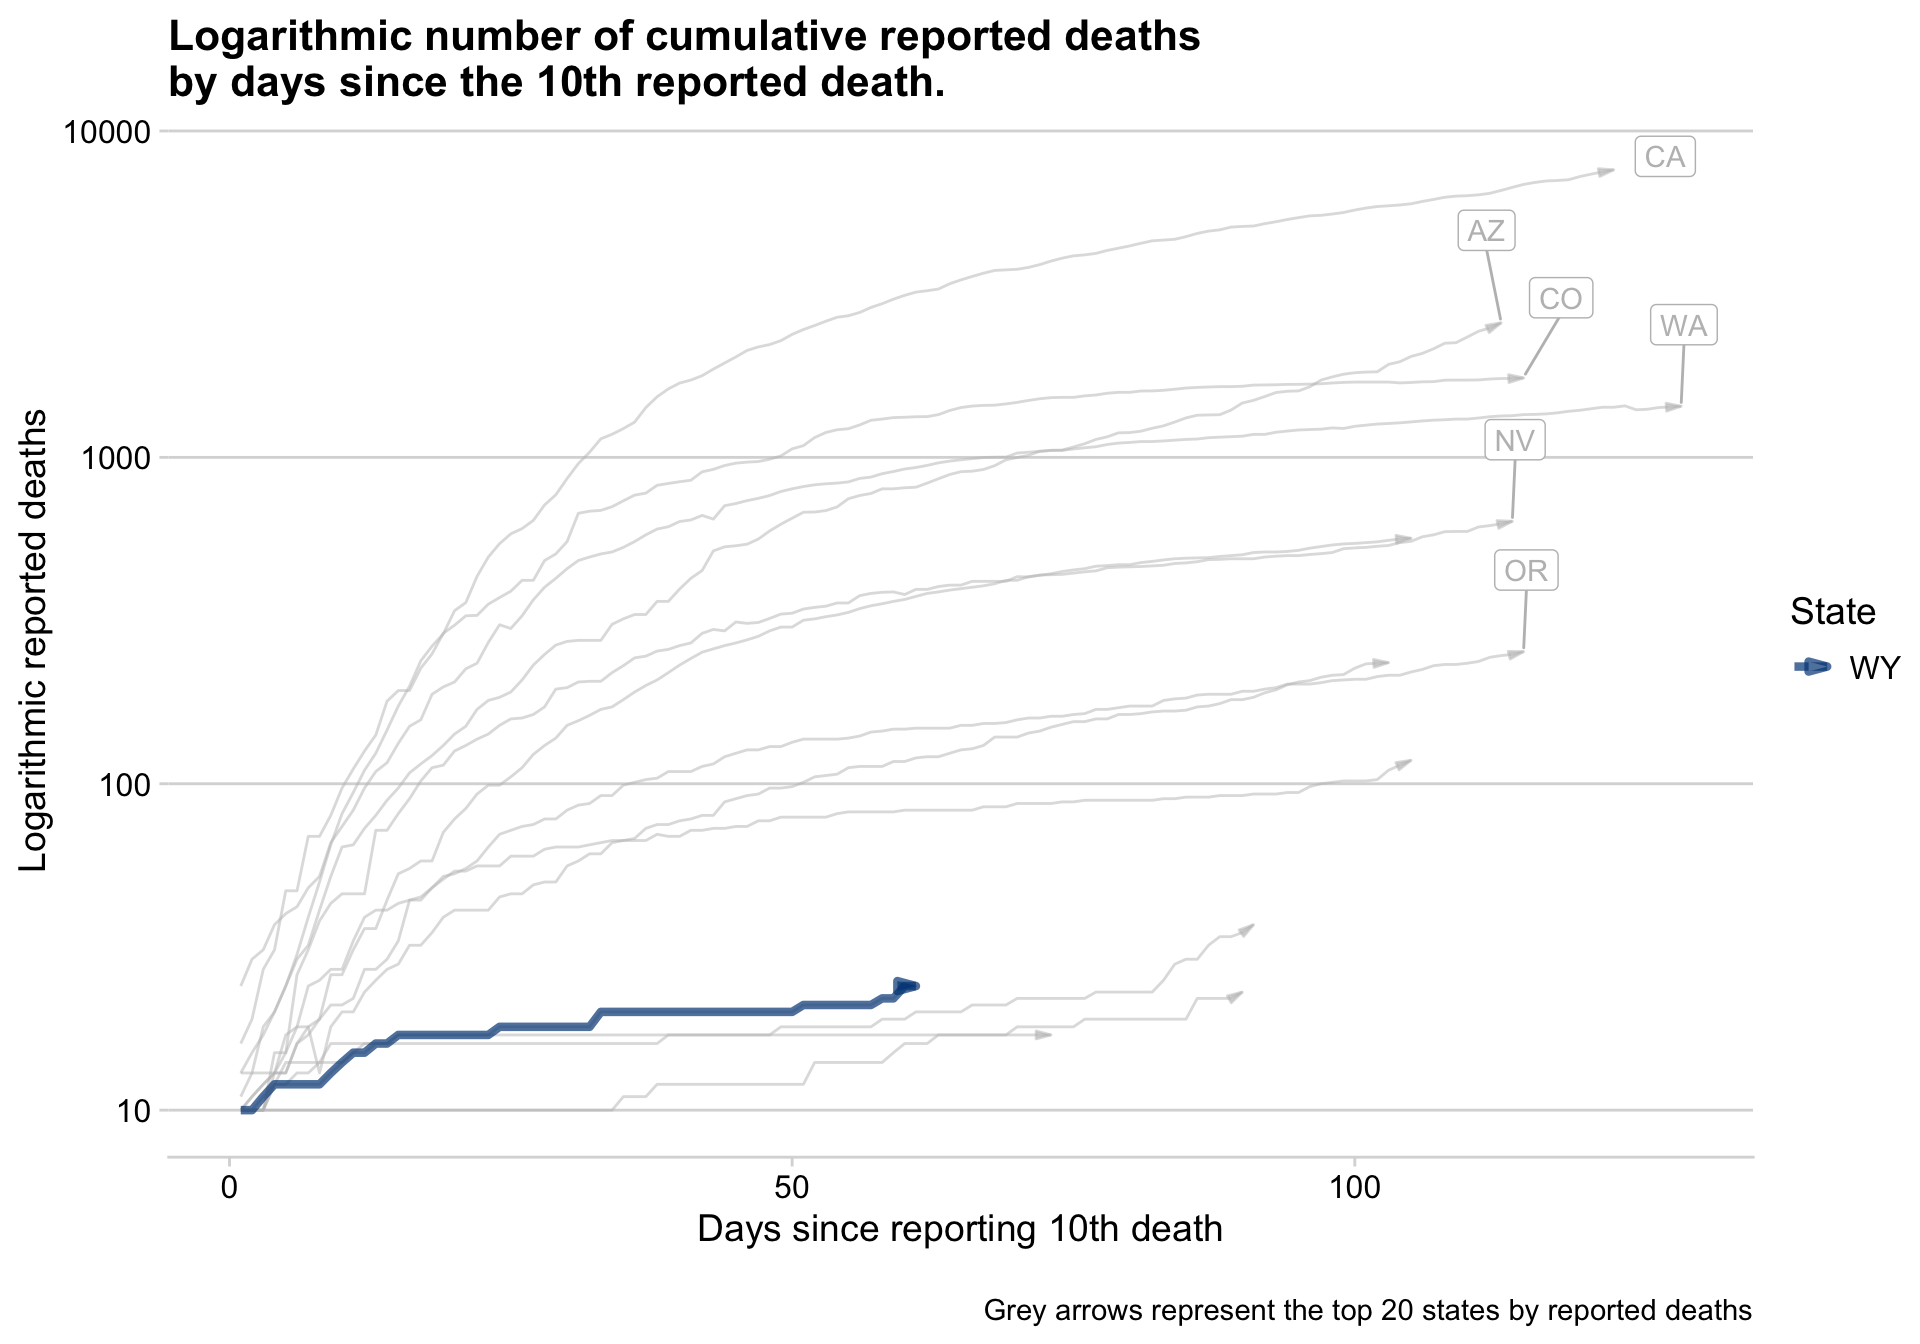 Logarithmic number of cumulative reported deaths
by days since the 10th reported death.
10000
1000
100
10
Logarithmic reported deaths
CA
AZ
CO
WA
NV
OR
State
WY
0
50
100
Days since reporting 10th death
Grey arrows represent the top 20 states by reported deaths